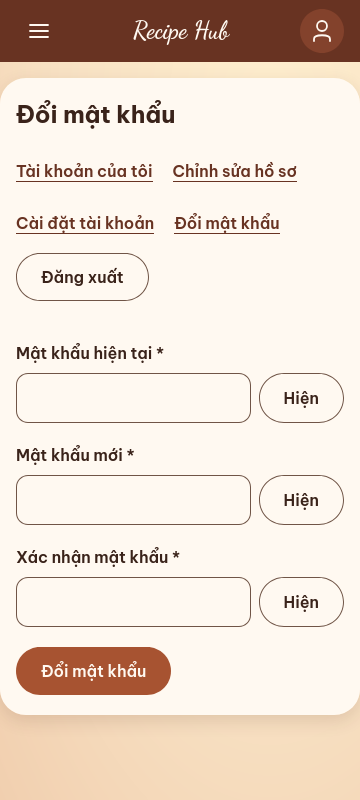 Recipe Hub
Đổi mật khẩu
Tài khoản của tôi Chỉnh sửa hồ sơ
Cài đặt tài khoản Đổi mật khẩu
Đăng xuất
Mật khẩu hiện tại *
Hiện
Mật khẩu mới *
Hiện
Xác nhận mật khẩu *
Hiện
Đổi mật khẩu